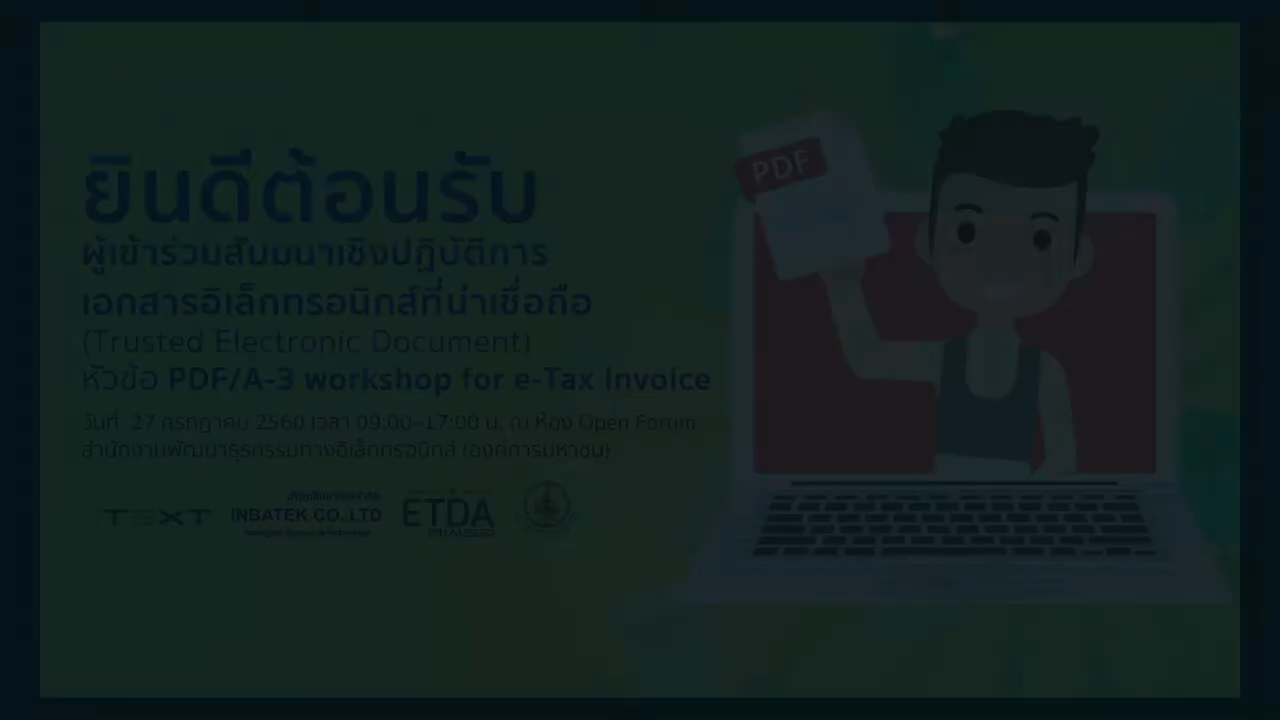 ยินดีต้อนรับ
ผู้เข้าร่วมสัมมนาเชิงปฏิบัติการ
เอกสารอิเล็กทรอนิกส์ที่น่าเชื่อถือ
(Trusted Electronic Document)
หัวข้อ PDF/A-3 workshop for e-Tax Invoice
วันที่ 27 กรกฎาคม 2560 เวลา 09:00-17:00 น. ณ ห้อง Open Forum
สำนักงานพัฒนาธุรกรรมทางอิเล็กทรอนิกส์ (องค์การมหาชน)
iTEXT
INBATEK CO.,LTD
ETDA
PDF